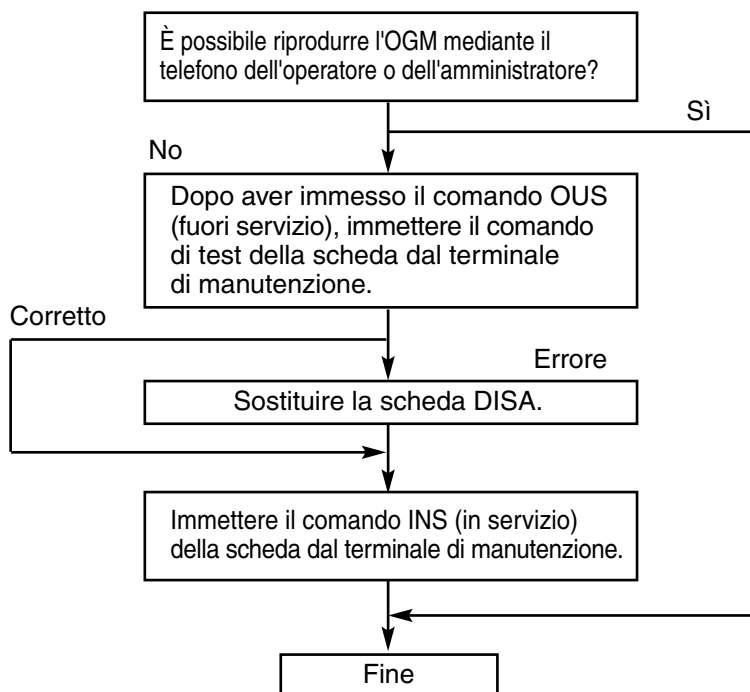 È possibile riprodurre l'OGM mediante il
telefono dell'operatore o dell'amministratore?
Sì
No
Dopo aver immesso il comando OUS
(fuori servizio), immettere il comando
di test della scheda dal terminale
di manutenzione.
Corretto
Errore
Sostituire la scheda DISA.
Immettere il comando INS (in servizio)
della scheda dal terminale di manutenzione.
Fine